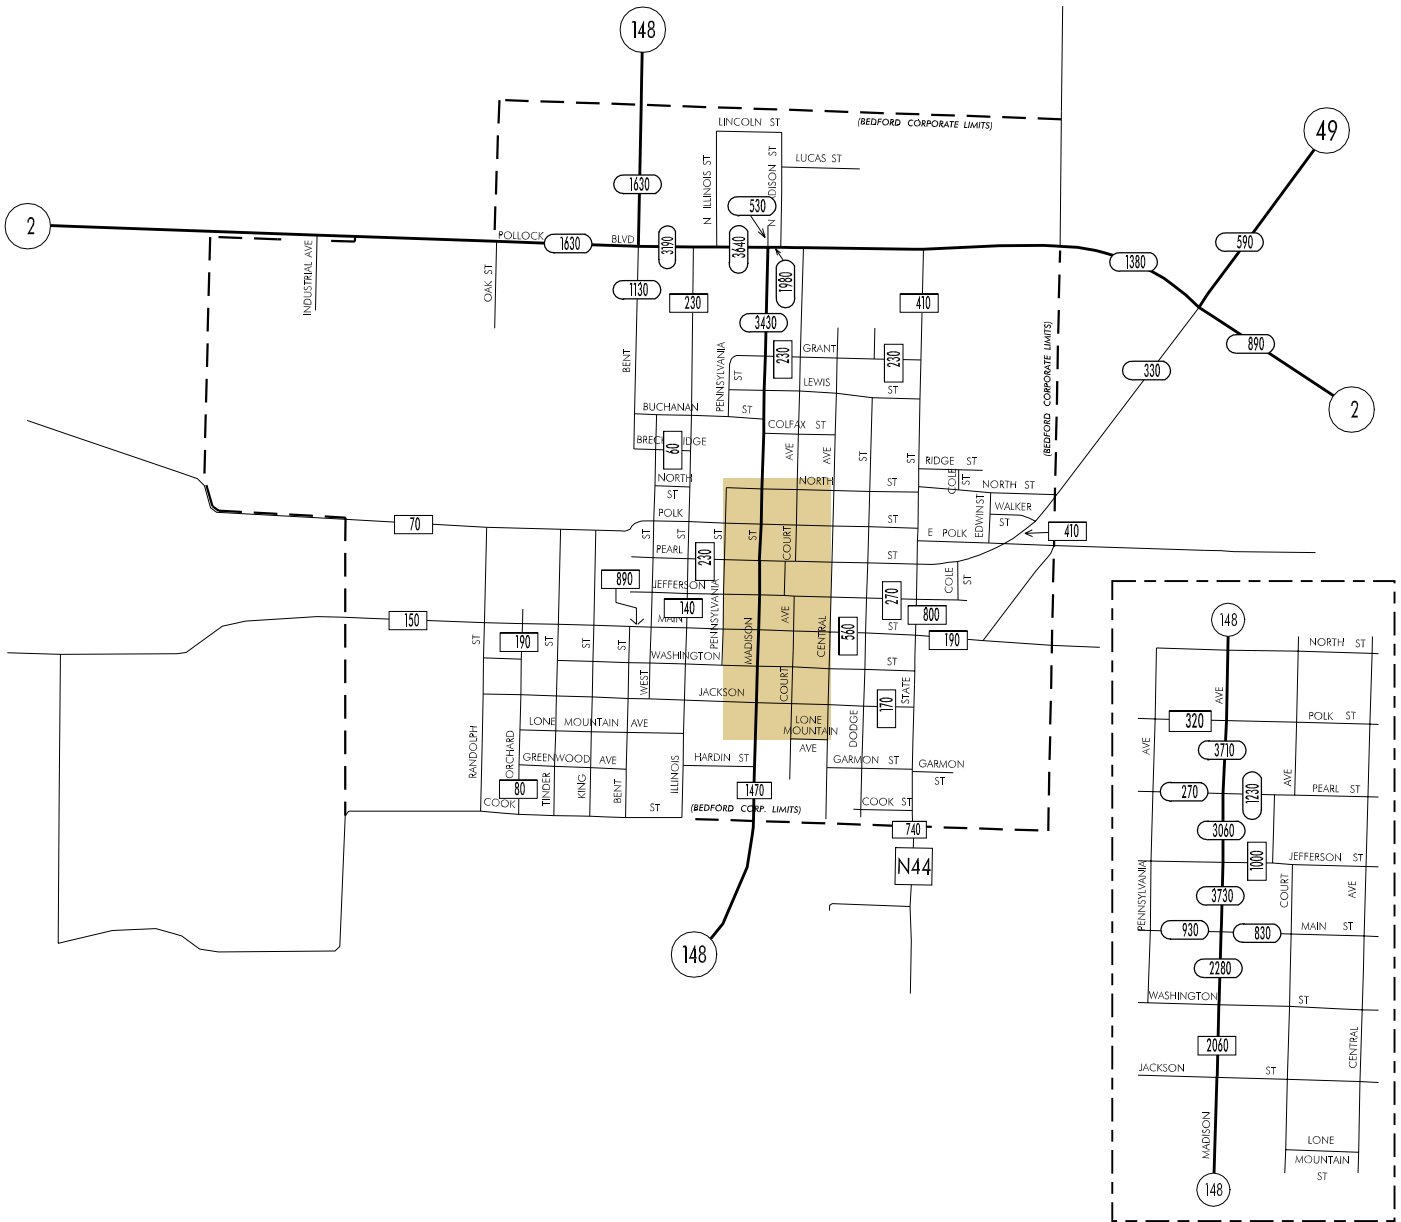 148
LINCOLN ST
(BEDFORD CORPORATE LIMITS)
49
LUCAS ST
N ILLINOIS ST
N MADISON ST
1630
530
2
POLLOCK
1630
BLVD
3190
3640
1980
590
1380
INDUSTRIAL AVE
OAK ST
1130
230
410
3430
890
330
2
(BEDFORD CORPORATE LIMITS)
BENT
PENNSYLVANIA
ST
230
GRANT
230
LEWIS
ST
BUCHANAN
ST
COLFAX ST
AVE
AVE
ST
ST
60
NORTH
ST
RIDGE ST
COLE
ST
NORTH
ST
NORTH ST
EDWIN ST
WALKER
ST
POLK
ST
ST
ST
ST
COURT
ST
E POLK
410
70
PEARL
230
ST
890
JEFFERSON
270
COLE
ST
MAIN
140
PENNSYLVANIA
AVE
ST
800
150
190
190
ST
ST
ST
ST
WASHINGTON
MADISON
CENTRAL
560
ST
WEST
JACKSON
COURT
STATE
170
LONE MOUNTAIN AVE
LONE
MOUNTAIN
AVE
DODGE
RANDOLPH
ORCHARD
GREENWOOD AVE
HARDIN ST
GARMON ST
GARMON
ST
80
TINDER
KING
BENT
ILLINOIS
1470
COOK
ST
(BEDFORD CORP. LIMITS)
COOK ST
740
N44
148
148
NORTH ST
AVE
320
POLK ST
AVE
3710
AVE
270
1230
PEARL ST
3060
1000
JEFFERSON ST
PENNSYLVANIA
3730
COURT
AVE
930
830
MAIN ST
2280
WASHINGTON
ST
2060
CENTRAL
JACKSON
ST
MADISON
LONE
MOUNTAIN
ST
148